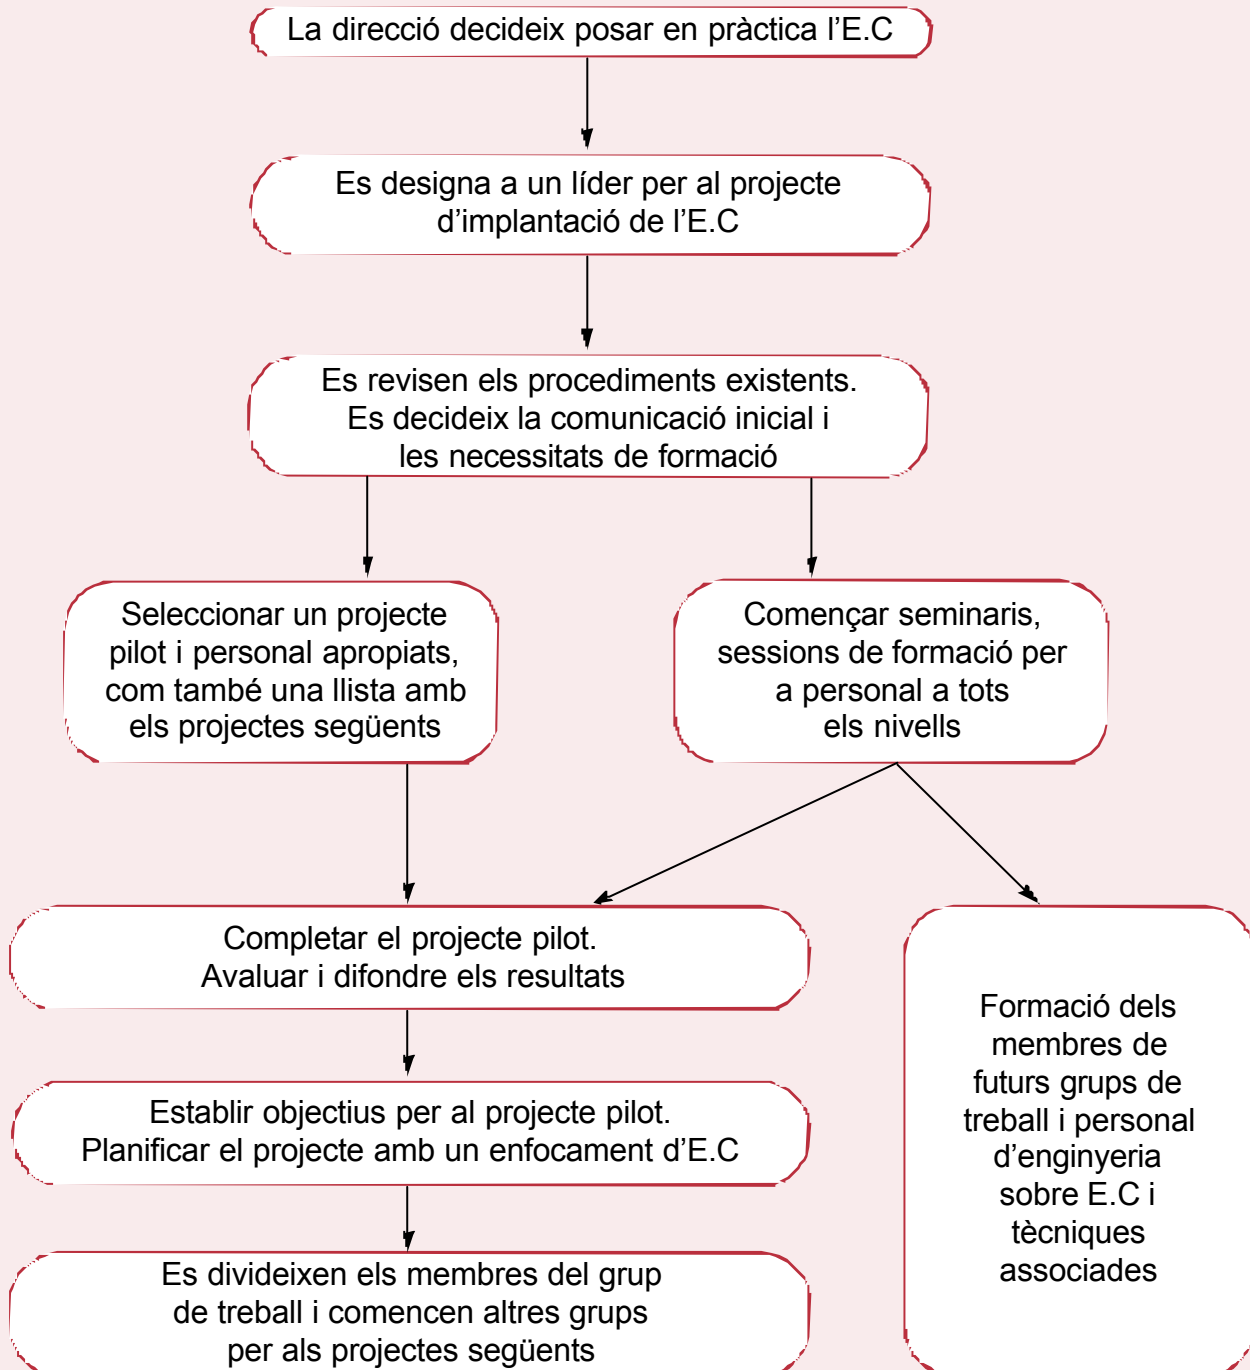 La direcció decideix posar en pràctica l’E.C
Es designa a un líder per al projecte
d’implantació de l’E.C
Es revisen els procediments existents.
Es decideix la comunicació inicial i
les necessitats de formació
Seleccionar un projecte
pilot i personal apropiats,
com també una llista amb
els projectes següents
Començar seminaris,
sessions de formació per
a personal a tots
els nivells
Completar el projecte pilot.
Avaluar i difondre els resultats
Establir objectius per al projecte pilot.
Planificar el projecte amb un enfocament d’E.C
Es divideixen els membres del grup
de treball i comencen altres grups
per als projectes següents
Formació dels
membres de
futurs grups de
treball i personal
d’enginyeria
sobre E.C i
tècniques
associades